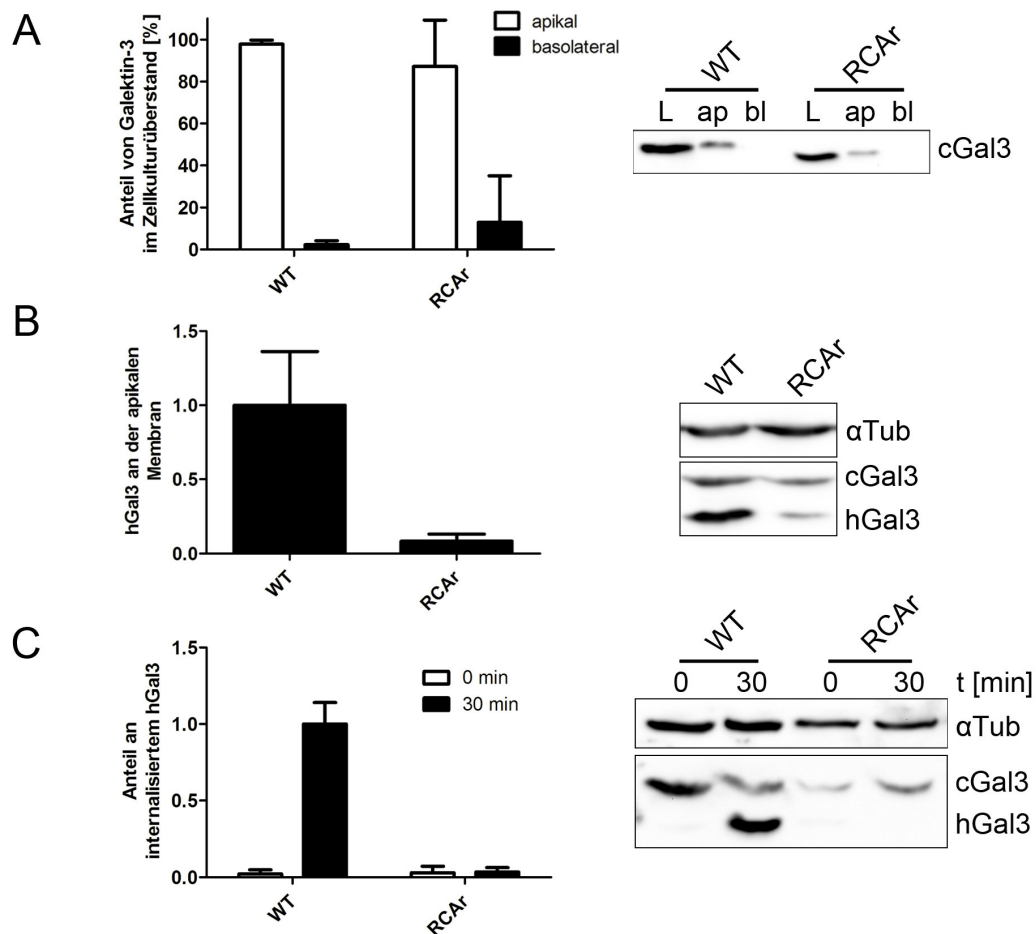 A
Anteil von Galektin-3
im Zellkulturüberstand [%]
100
80
60
40
20
0
apikal
basolateral
WT
RCAr
WT
RCAr
L ap bl L ap bl
cGal3
B
hGal3 an der apikalen
Membran
1.5
1.0
0.5
0.0
WT
RCAr
WT
RCAr
αTub
cGal3
hGal3
C
Anteil an
internalisiertem hGal3
1.5
1.0
0.5
0.0
0 min
30 min
WT
RCAr
WT
RCAr
0 30 0 30 t [min]
αTub
cGal3
hGal3